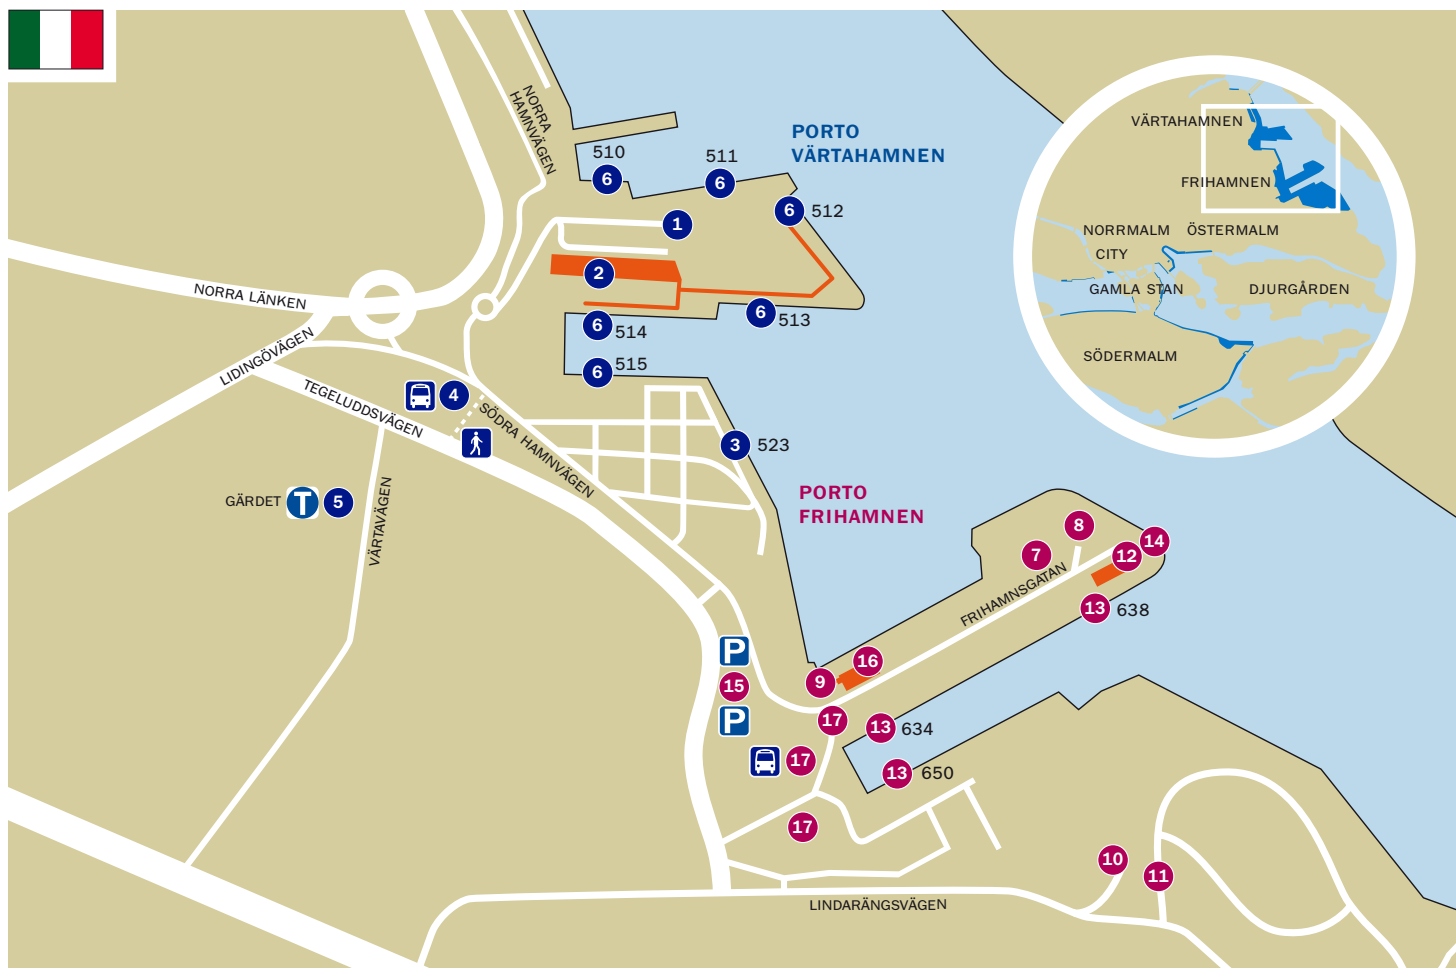 NORRA
HAMNVÄGEN
510
6
511
6
PORTO
VÄRTAHAMNEN
6
512
1
2
6
513
6
514
6
515
NORRA LÄNKEN
LIDINGÖVÄGEN
TEGELUDDSVÄGEN
4
SÖDRA HAMNVÄGEN
3
523
GÄRDET
T
5
VÄRTAVÄGEN
PORTO
FRIHAMNEN
7
8
12
14
FRIHAMNSGATAN
13
638
P
15
P
9
16
17
13
634
17
13
650
17
10
11
LINDARÄNGSVÄGEN
VÄRTAHAMNEN
FRIHAMNEN
NORRMALM
ÖSTERMALM
CITY
GAMLA STAN
DJURGÅRDEN
SÖDERMALM